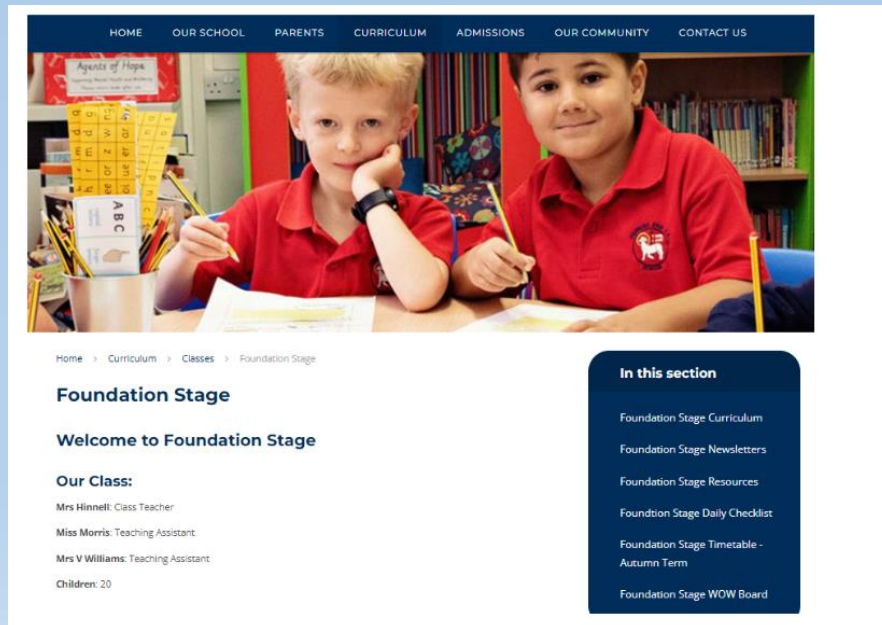 HOME OUR SCHOOL PARENTS CURRICULUM ADMISSIONS OUR COMMUNITY CONTACT US
Agents of Hope
A B C
Home > Curriculum > Classes > Foundation Stage
Foundation Stage
Welcome to Foundation Stage
Our Class:
Mrs Hinnell: Class Teacher
Miss Morris: Teaching Assistant
Mrs V Williams: Teaching Assistant
Children: 20
In this section
Foundation Stage Curriculum
Foundation Stage Newsletters
Foundation Stage Resources
Foundtion Stage Daily Checklist
Foundation Stage Timetable -
Autumn Term
Foundation Stage WOW Board